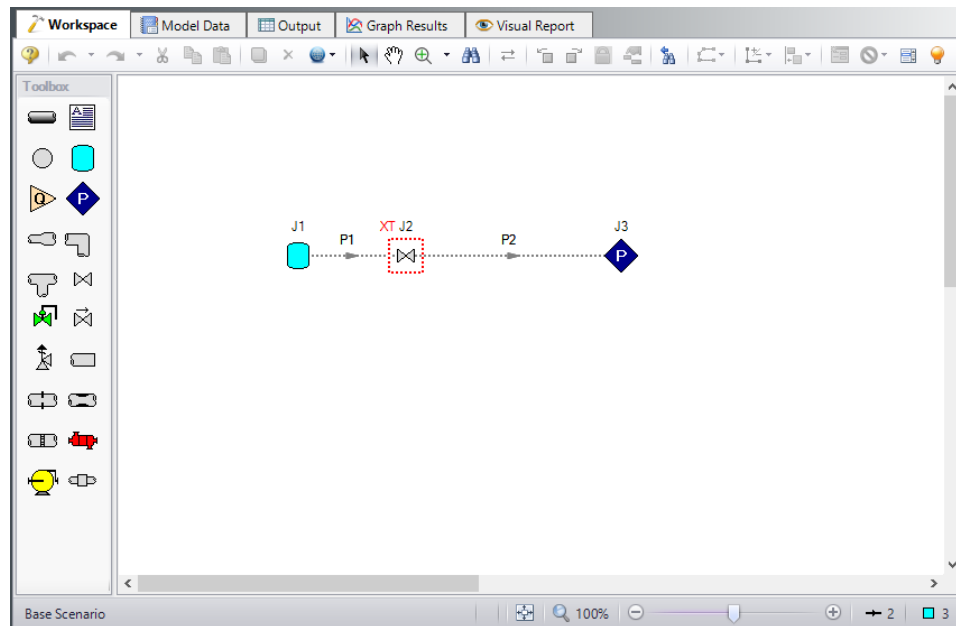 Workspace Model Data Output Graph Results Visual Report
Toolbox
A
Q P
J1 XT J2 J3
P1 P2
P
Base Scenario 100% 2 3